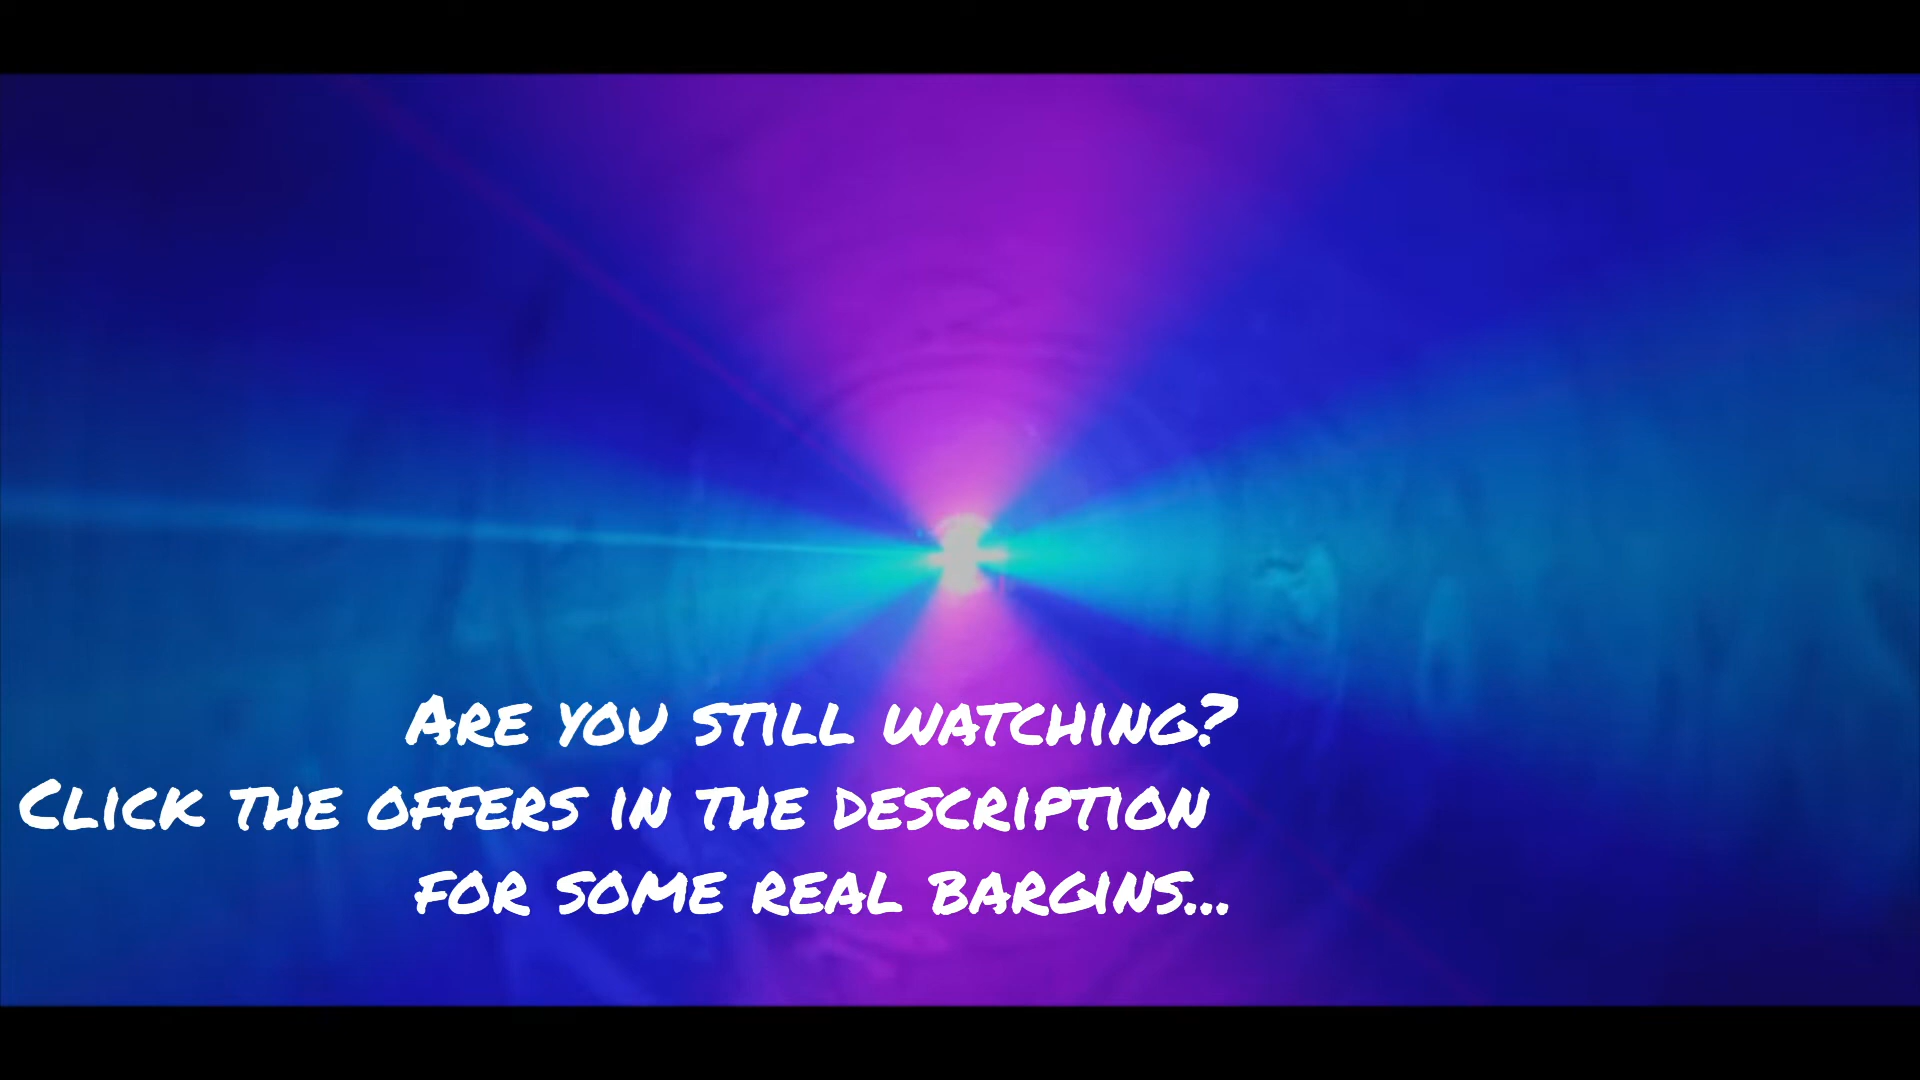 Are you still watching?
Click the offers in the description
for some real bargins...